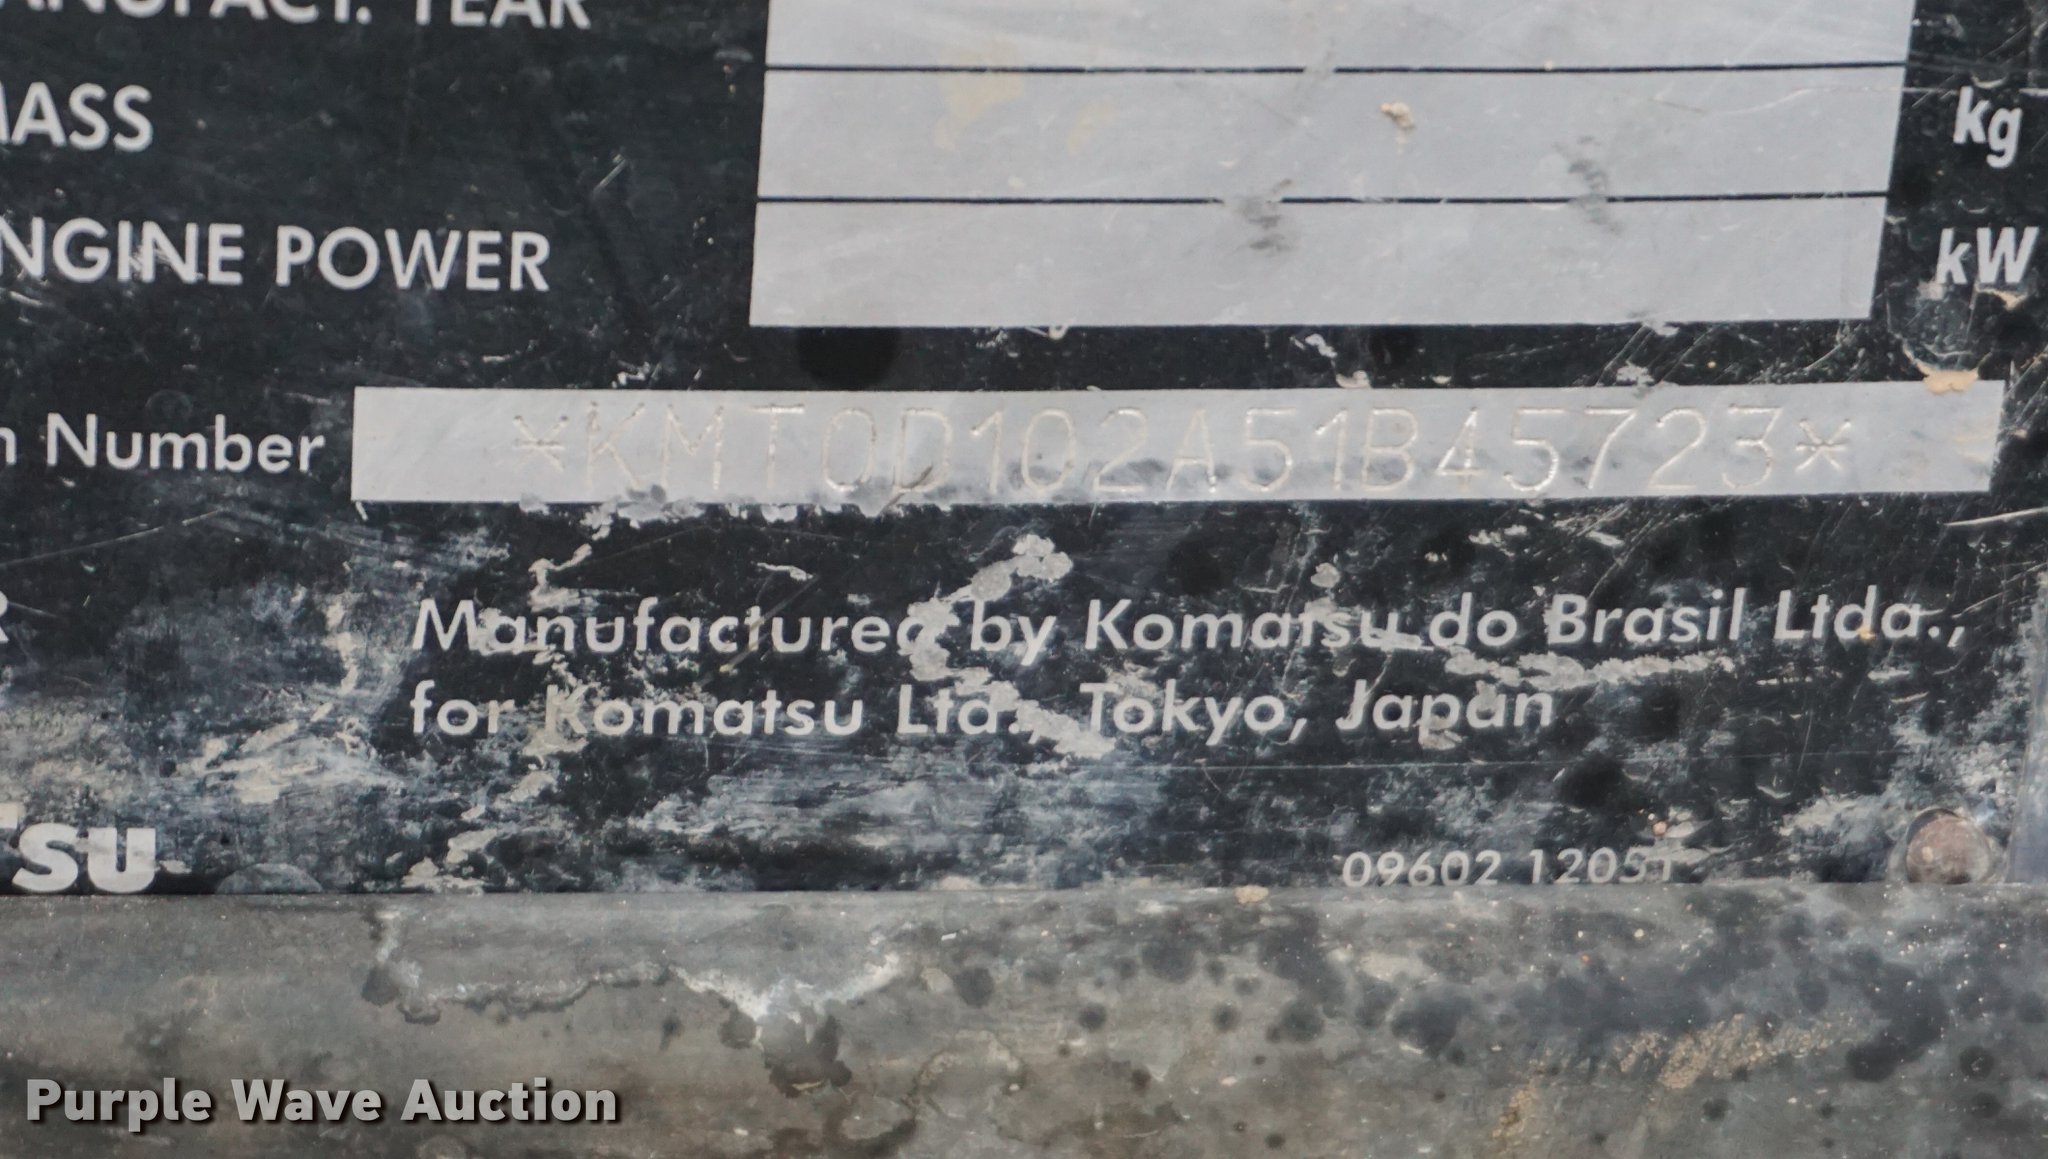 ANUFACT. YEAR
MASS kg
NGINE POWER kW
n Number *KMT0D102A51B45723*
R
Manufactured by Komatsu do Brasil Ltda.,
for Komatsu Ltd., Tokyo, Japan
TSU
09602 12051
Purple Wave Auction